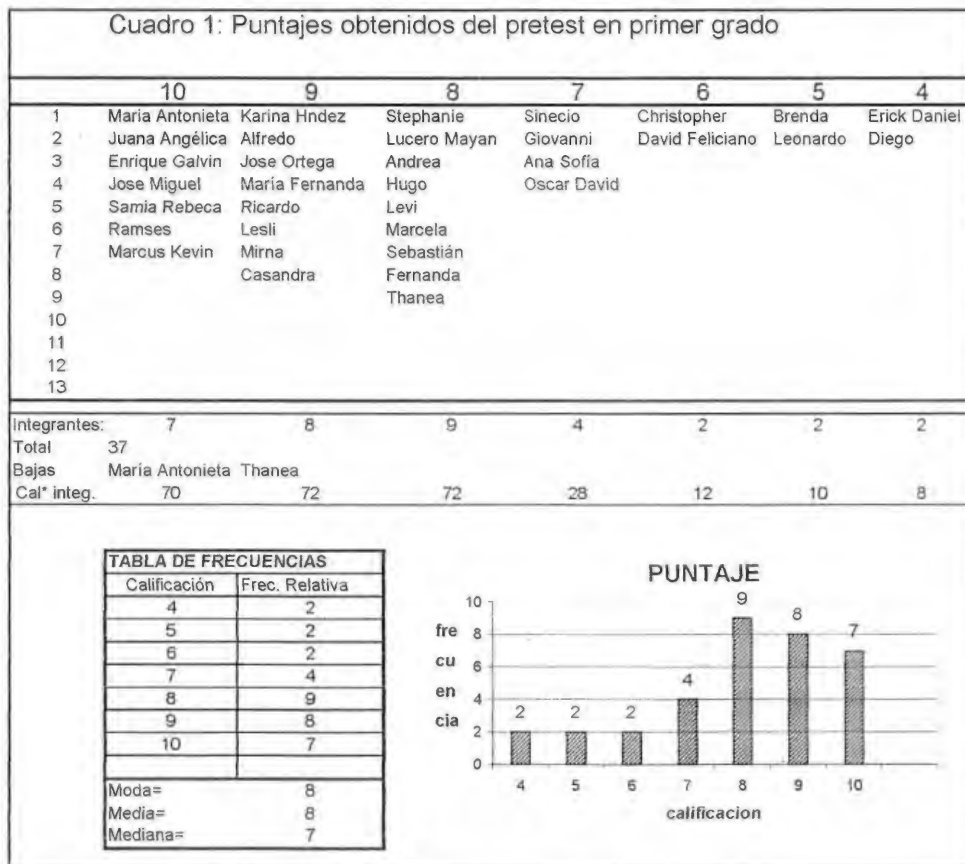 Cuadro 1: Puntajes obtenidos del pretest en primer grado
10 9 8 7 6 5 4
1 Maria Antonieta Karina Hndez Stephanie Sinecio Christopher Brenda Erick Daniel
2 Juana Angélica Alfredo Lucero Mayan Giovanni David Feliciano Leonardo Diego
3 Enrique Galvin Jose Ortega Andrea Ana Sofía
4 Jose Miguel María Fernanda Hugo Oscar David
5 Samia Rebeca Ricardo Levi
6 Ramses Lesli Marcela
7 Marcus Kevin Mirna Sebastián
8 Casandra Fernanda
9 Thanea
10
11
12
13
Integrantes: 7 8 9 4 2 2 2
Total 37
Bajas María Antonieta Thanea
Cal* integ. 70 72 72 28 12 10 8
TABLA DE FRECUENCIAS
Calificación Frec. Relativa
4 2
5 2
6 2
7 4
8 9
9 8
10 7
Moda= 8
Media= 8
Mediana= 7
PUNTAJE
fre
cu
en
cia
10
8
6
4
2
0
2 2 2 4 9 8 7
4 5 6 7 8 9 10
calificacion